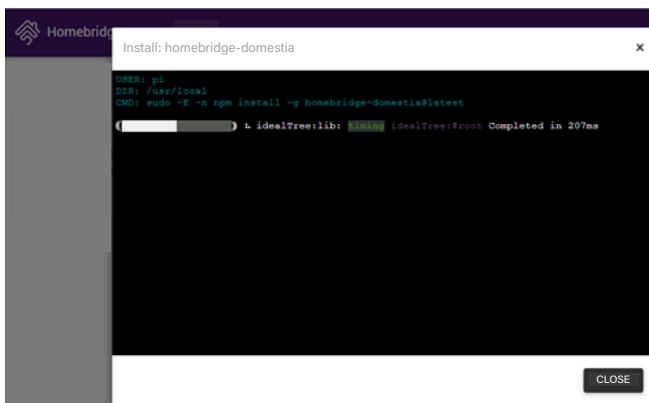 Homebridg
Install: homebridge-domestia
×
USER: pi
DIR: /usr/local
CMD: sudo -E -n npm install -g homebridge-domestia@latest
() ⸫ idealTree:lib: timing idealTree:#root Completed in 207ms
CLOSE